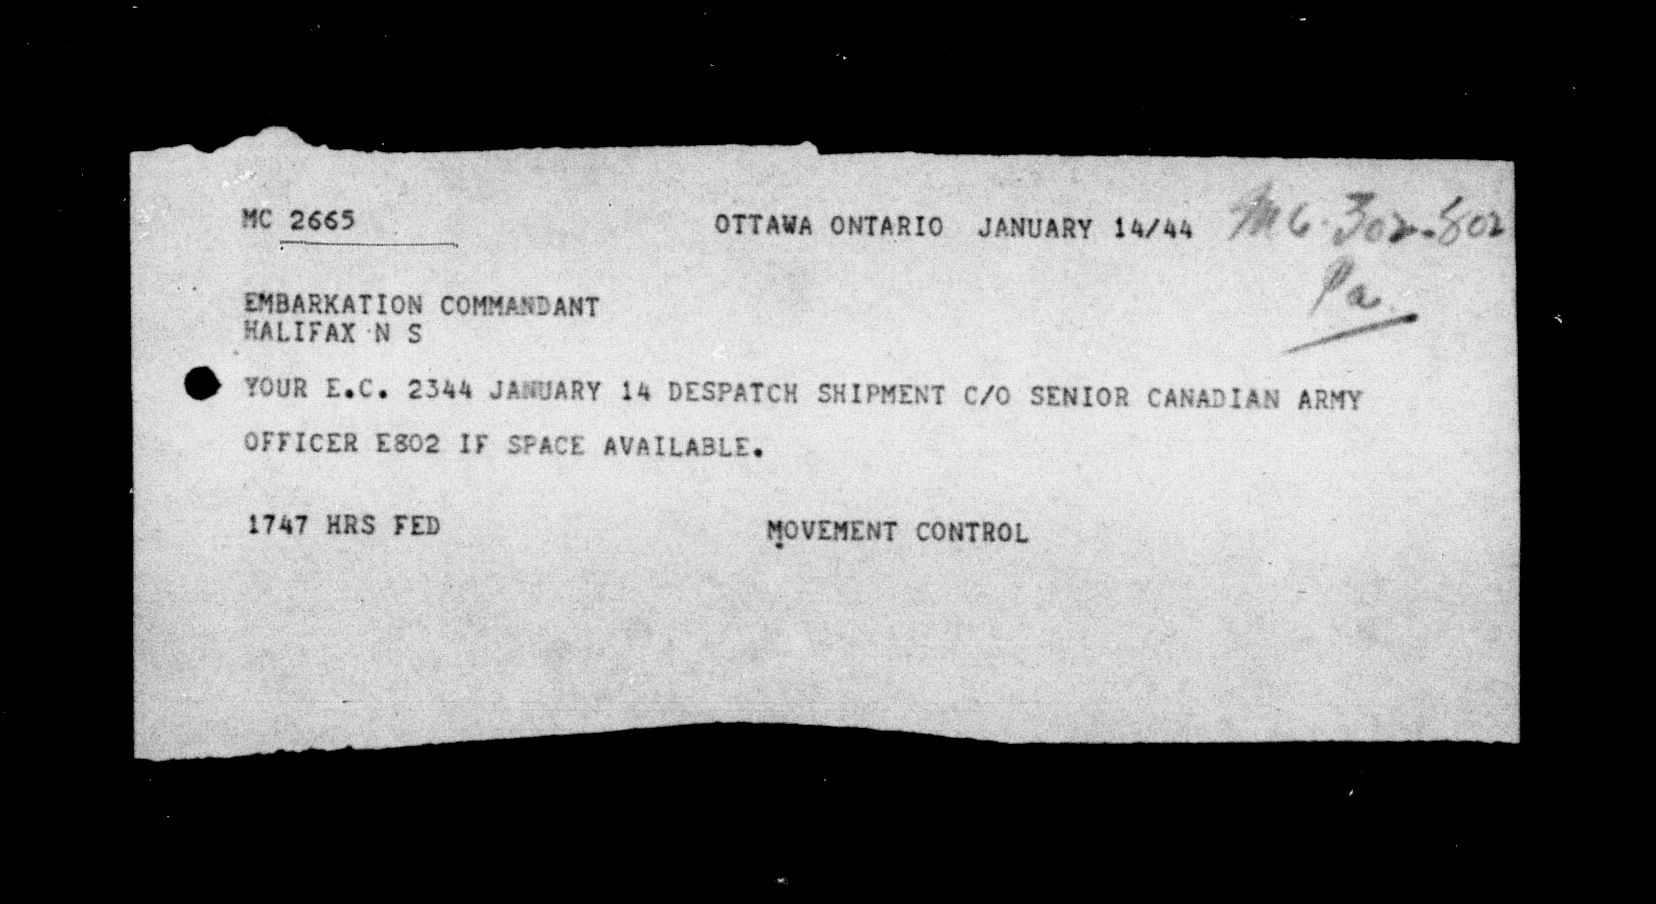 MC 2665 OTTAWA ONTARIO JANUARY 14/44 MC.302-802
Pa.
EMBARKATION COMMANDANT
HALIFAX N S
YOUR E.C. 2344 JANUARY 14 DESPATCH SHIPMENT C/O SENIOR CANADIAN ARMY
OFFICER E802 IF SPACE AVAILABLE.
1747 HRS FED MOVEMENT CONTROL